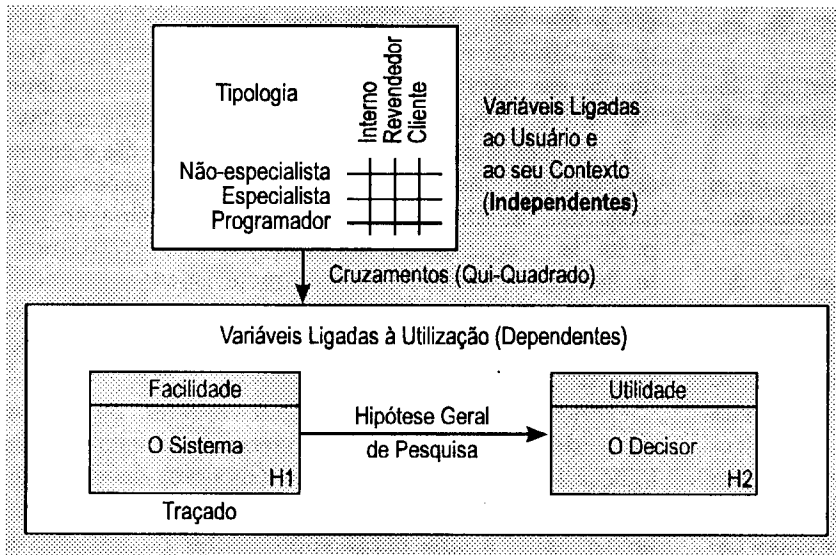 Tipologia
Interno
Revendedor
Cliente
Não-especialista
Especialista
Programador
Variáveis Ligadas
ao Usuário e
ao seu Contexto
(Independentes)
Cruzamentos (Qui-Quadrado)
Variáveis Ligadas à Utilização (Dependentes)
Facilidade
O Sistema
H1
Traçado
Hipótese Geral
de Pesquisa
Utilidade
O Decisor
H2